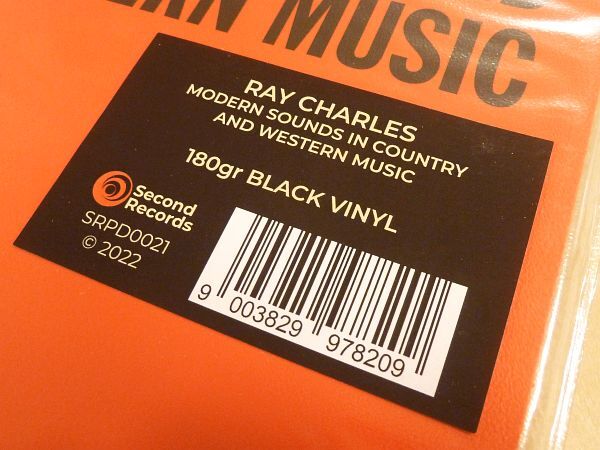 MUSIC
RAY CHARLES
MODERN SOUNDS IN COUNTRY
AND WESTERN MUSIC
180gr BLACK VINYL
Second
Records
SRPD0021
© 2022
9 003829 978209